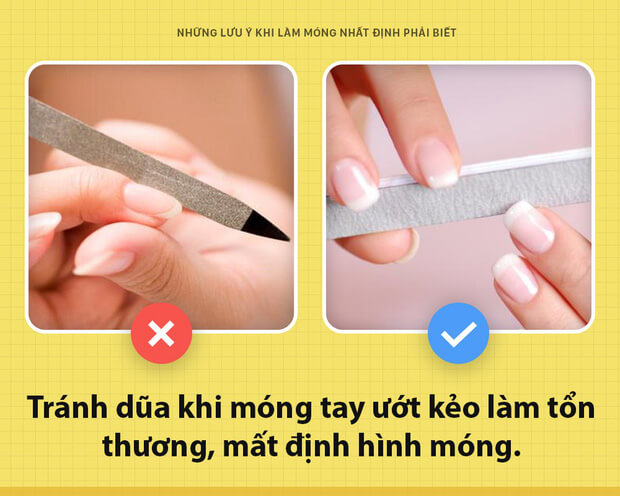 NHỮNG LƯU Ý KHI LÀM MÓNG NHẤT ĐỊNH PHẢI BIẾT
Tránh dũa khi móng tay ướt kẻo làm tổn
thương, mất định hình móng.